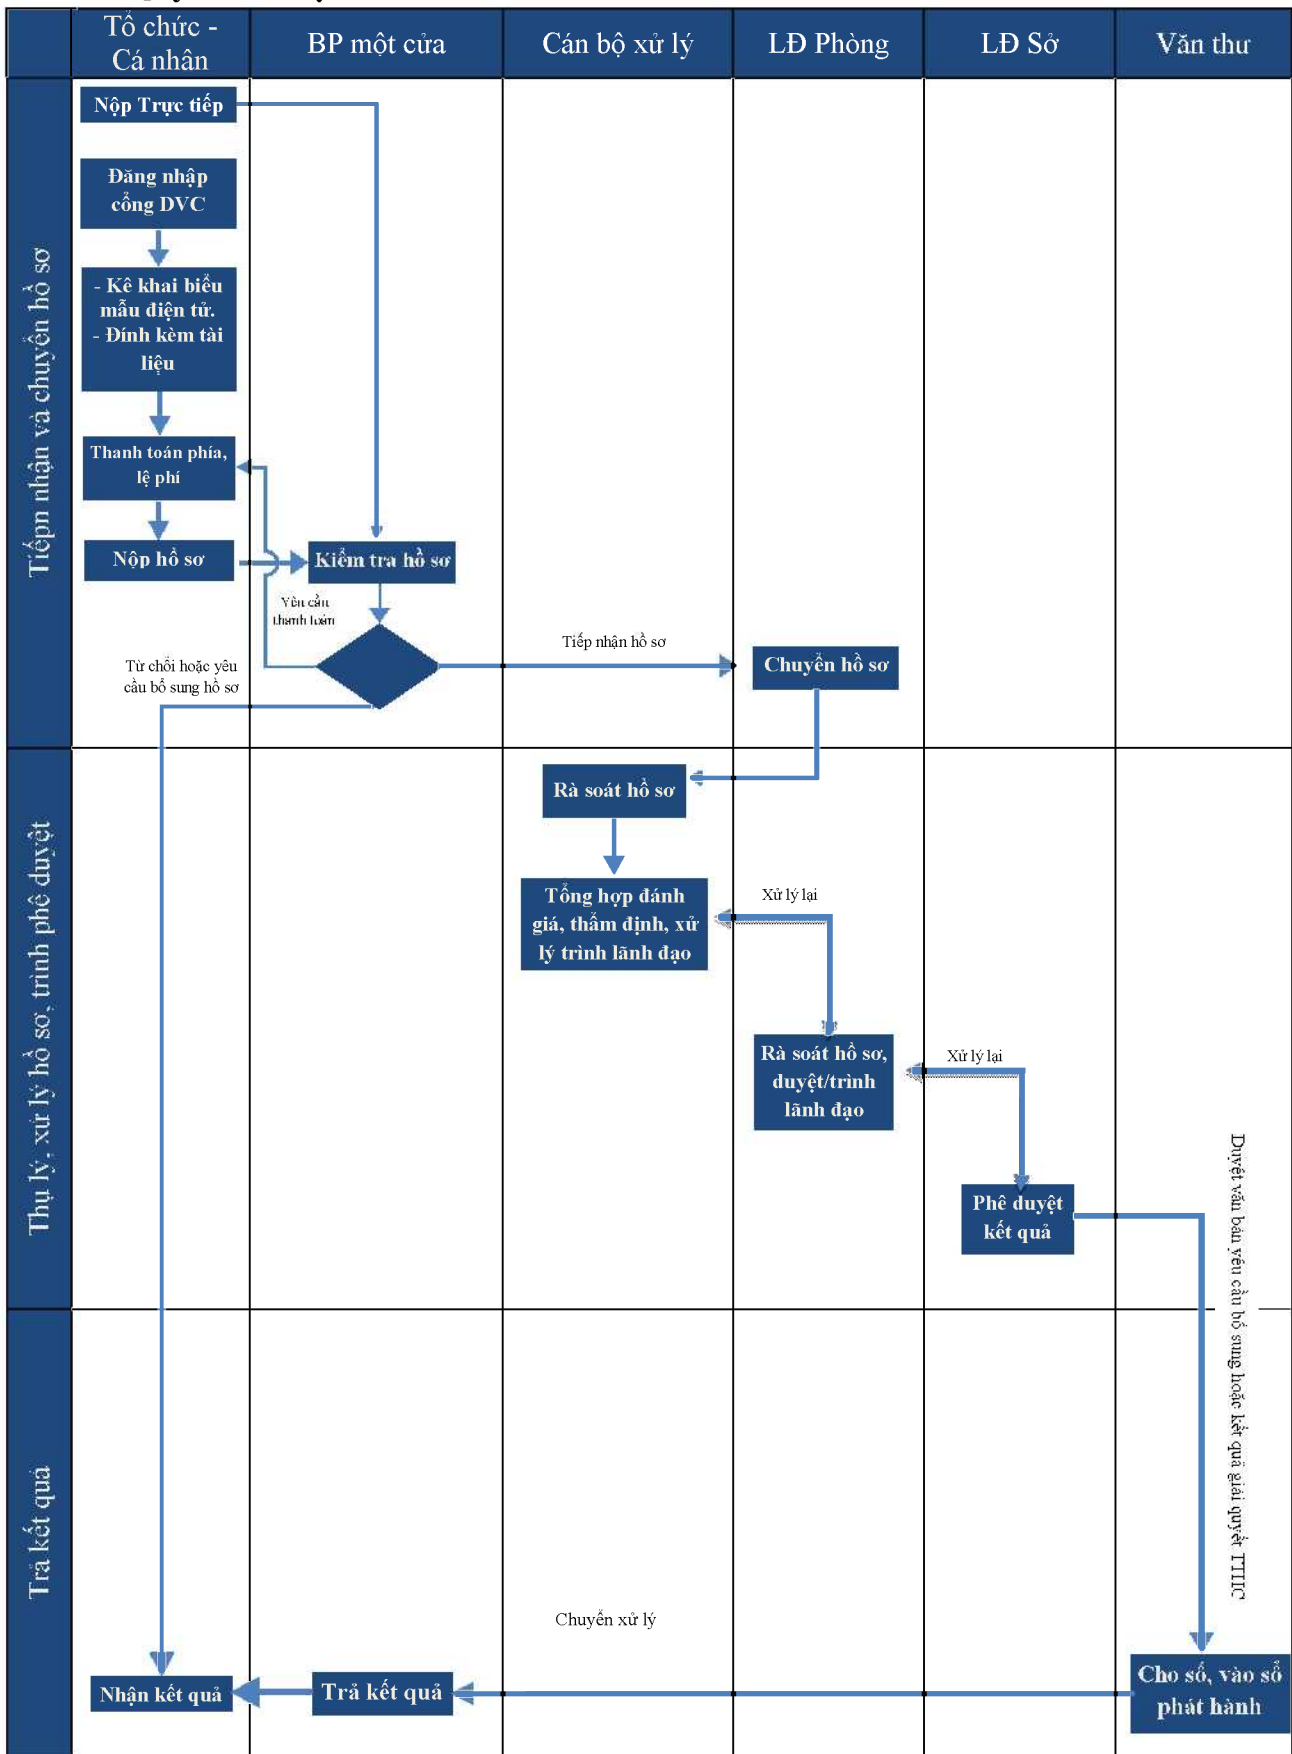 Tổ chức -
Cá nhân
BP một cửa
Cán bộ xử lý
LĐ Phòng
LĐ Sở
Văn thư
Tiếpn nhận và chuyển hồ sơ
Nộp Trực tiếp
Đăng nhập
cổng DVC
- Kê khai biểu
mẫu điện tử.
- Đính kèm tài
liệu
Thanh toán phía,
lệ phí
Nộp hồ sơ
Kiểm tra hồ sơ
Yêu cầu
thanh toán
Tiếp nhận hồ sơ
Chuyển hồ sơ
Từ chối hoặc yêu
cầu bổ sung hồ sơ
Thụ lý, xử lý hồ sơ, trình phê duyệt
Rà soát hồ sơ
Tổng hợp đánh
giá, thẩm định, xử
lý trình lãnh đạo
Xử lý lại
Rà soát hồ sơ,
duyệt/trình
lãnh đạo
Xử lý lại
Phê duyệt
kết quả
Duyệt văn bản yêu cầu bổ sung hoặc kết quả giải quyết TTHC
Trả kết quả
Chuyển xử lý
Nhận kết quả
Trả kết quả
Cho số, vào sổ
phát hành